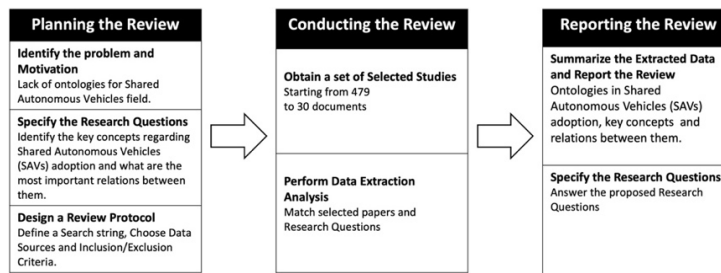 Planning the Review
Identify the problem and
Motivation
Lack of ontologies for Shared
Autonomous Vehicles field.
Specify the Research Questions
Identify the key concepts regarding
Shared Autonomous Vehicles
(SAVs) adoption and what are the
most important relations between
them.
Design a Review Protocol
Define a Search string, Choose Data
Sources and Inclusion/Exclusion
Criteria.
Conducting the Review
Obtain a set of Selected Studies
Starting from 479
to 30 documents
Perform Data Extraction
Analysis
Match selected papers and
Research Questions
Reporting the Review
Summarize the Extracted Data
and Report the Review
Ontologies in Shared
Autonomous Vehicles (SAVs)
adoption, key concepts and
relations between them.
Specify the Research Questions
Answer the proposed Research
Questions